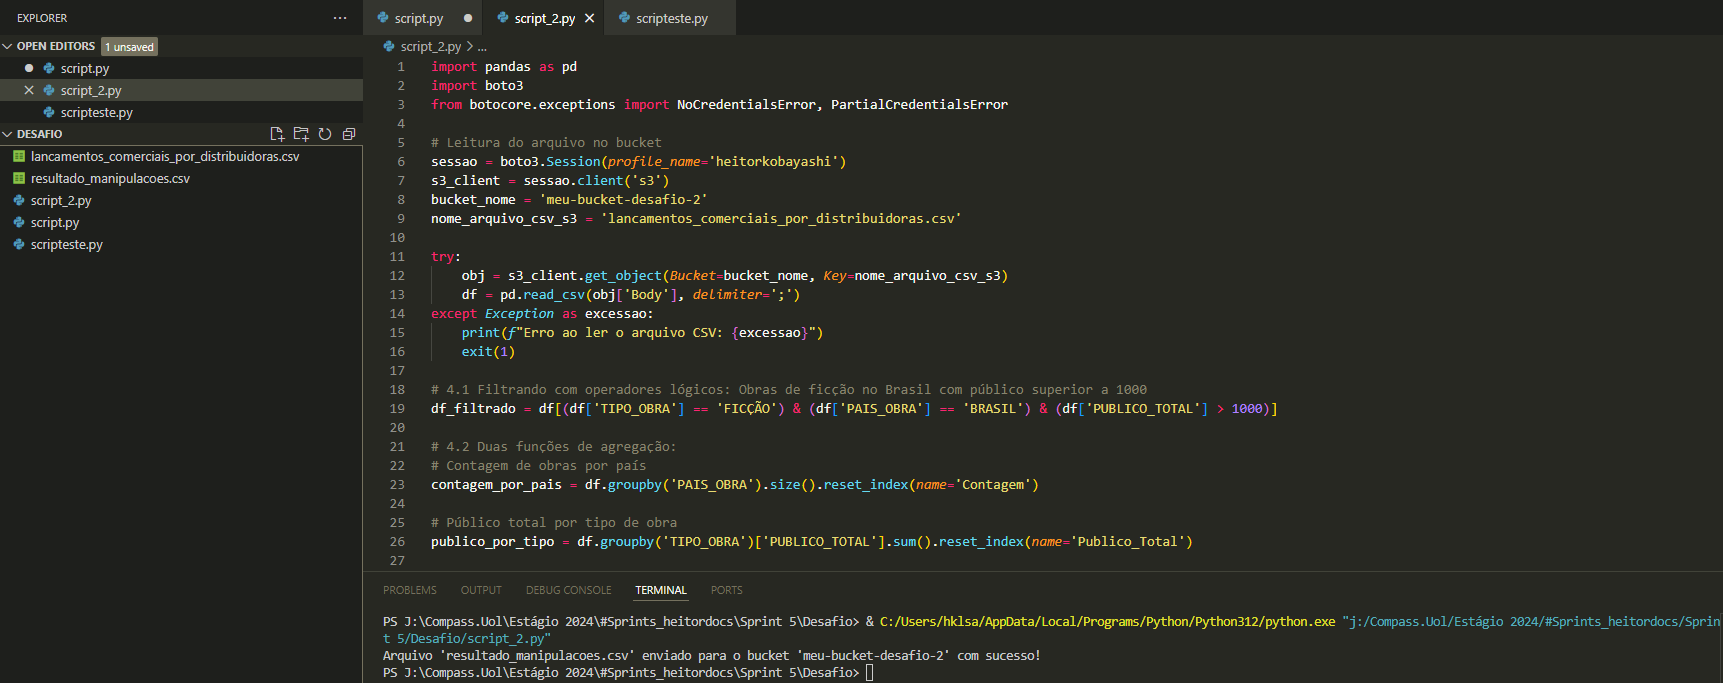 EXPLORER
OPEN EDITORS 1 unsaved
script.py
script_2.py
scripteste.py
DESAFIO
lancamentos_comerciais_por_distribuidoras.csv
resultado_manipulacoes.csv
script_2.py
script.py
scripteste.py
script.py script_2.py scripteste.py
script_2.py > ...
1 import pandas as pd
2 import boto3
3 from botocore.exceptions import NoCredentialsError, PartialCredentialsError
4
5 # Leitura do arquivo no bucket
6 sessao = boto3.Session(profile_name='heitorkobayashi')
7 s3_client = sessao.client('s3')
8 bucket_nome = 'meu-bucket-desafio-2'
9 nome_arquivo_csv_s3 = 'lancamentos_comerciais_por_distribuidoras.csv'
10
11 try:
12     obj = s3_client.get_object(Bucket=bucket_nome, Key=nome_arquivo_csv_s3)
13     df = pd.read_csv(obj['Body'], delimiter=';')
14 except Exception as excessao:
15     print(f"Erro ao ler o arquivo CSV: {excessao}")
16     exit(1)
17
18 # 4.1 Filtrando com operadores lógicos: Obras de ficção no Brasil com público superior a 1000
19 df_filtrado = df[(df['TIPO_OBRA'] == 'FICÇÃO') & (df['PAIS_OBRA'] == 'BRASIL') & (df['PUBLICO_TOTAL'] > 1000)]
20
21 # 4.2 Duas funções de agregação:
22 # Contagem de obras por país
23 contagem_por_pais = df.groupby('PAIS_OBRA').size().reset_index(name='Contagem')
24
25 # Público total por tipo de obra
26 publico_por_tipo = df.groupby('TIPO_OBRA')['PUBLICO_TOTAL'].sum().reset_index(name='Publico_Total')
27
PROBLEMS OUTPUT DEBUG CONSOLE TERMINAL PORTS
PS J:\Compass.Uol\Estágio 2024\#Sprints_heitordocs\Sprint 5\Desafio> & C:/Users/hklsa/AppData/Local/Programs/Python/Python312/python.exe "j:/Compass.Uol/Estágio 2024/#Sprints_heitordocs/Sprin
t 5/Desafio/script_2.py"
Arquivo 'resultado_manipulacoes.csv' enviado para o bucket 'meu-bucket-desafio-2' com sucesso!
PS J:\Compass.Uol\Estágio 2024\#Sprints_heitordocs\Sprint 5\Desafio>